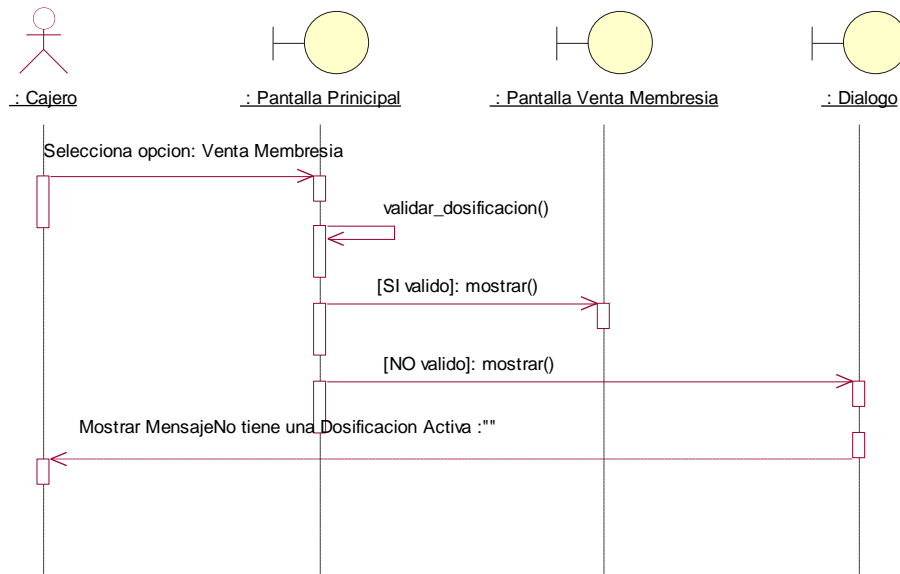 : Cajero
: Pantalla Prinicipal
: Pantalla Venta Membresia
: Dialogo
Selecciona opcion: Venta Membresia
validar_dosificacion()
[SI valido]: mostrar()
[NO valido]: mostrar()
Mostrar MensajeNo tiene una Dosificacion Activa :""